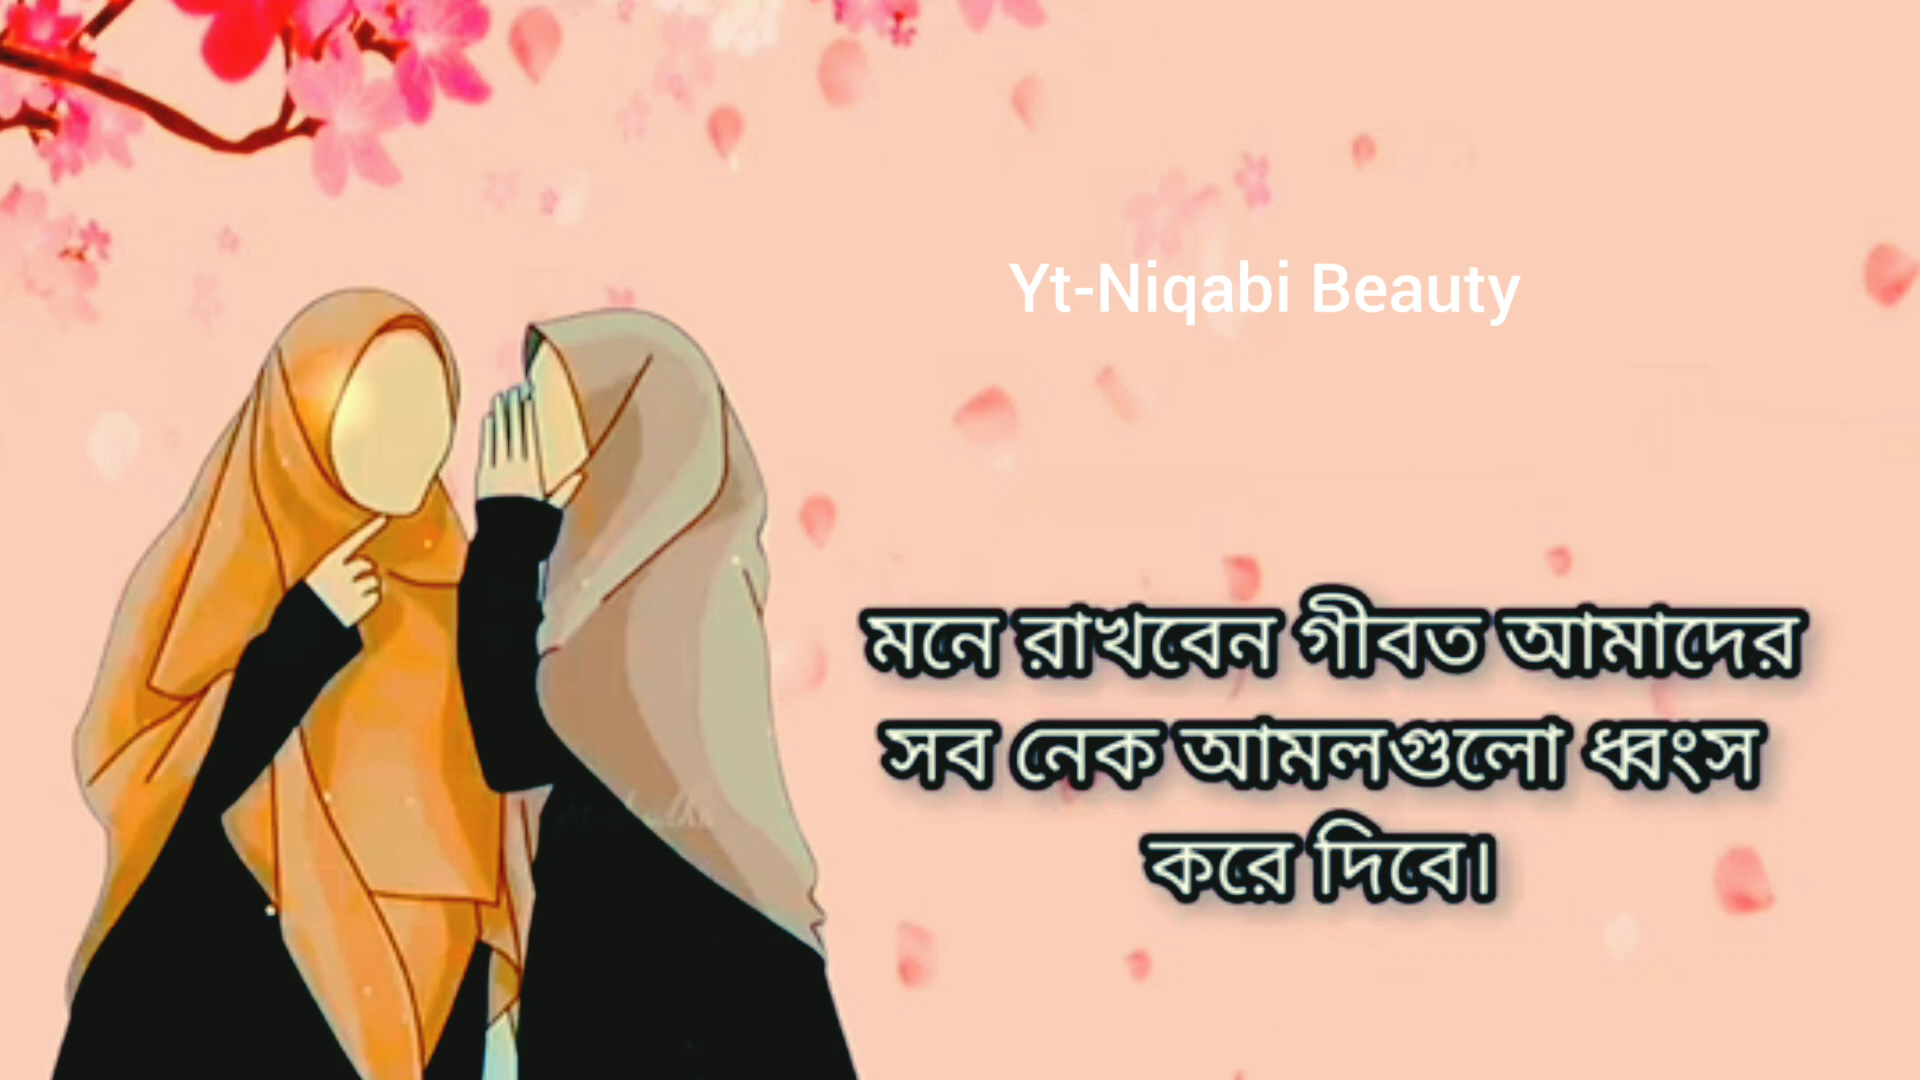 Yt-Niqabi Beauty
মনে রাখবেন গীবত আমাদের
সব নেক আমলগুলো ধ্বংস
করে দিবে।